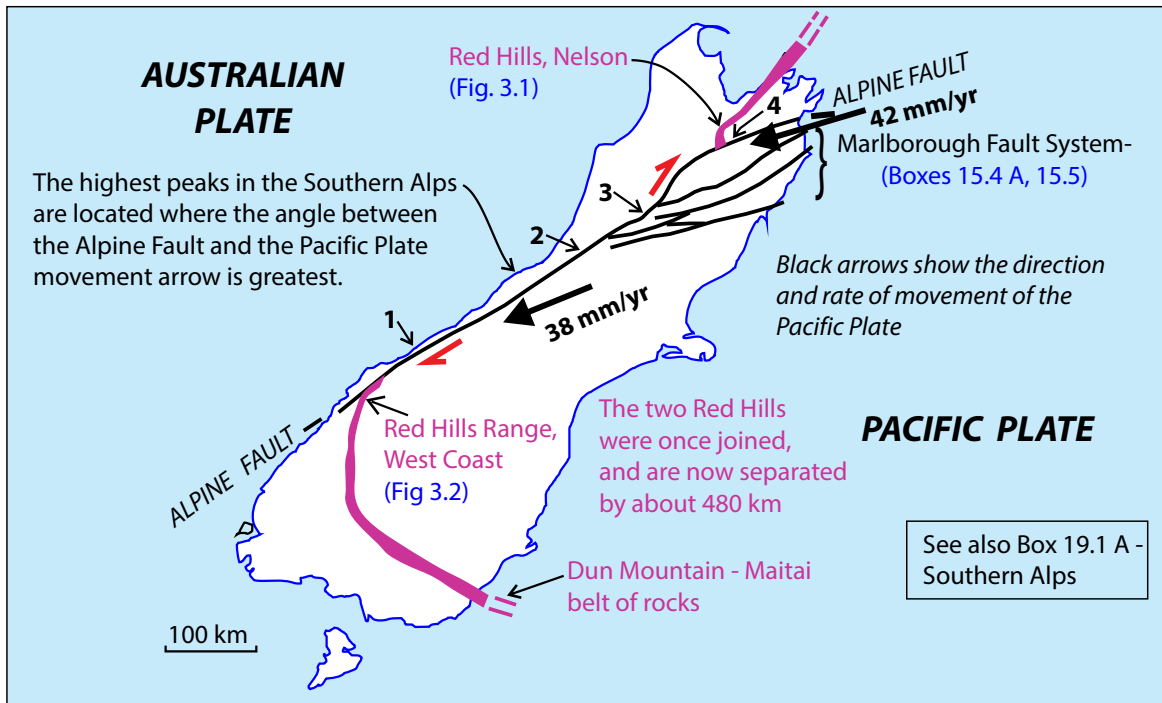 AUSTRALIAN
PLATE
Red Hills, Nelson
(Fig. 3.1)
ALPINE FAULT
42 mm/yr
4
Marlborough Fault System-
(Boxes 15.4 A, 15.5)
The highest peaks in the Southern Alps
are located where the angle between
the Alpine Fault and the Pacific Plate
movement arrow is greatest.
3
2
Black arrows show the direction
and rate of movement of the
Pacific Plate
38 mm/yr
1
Red Hills Range,
West Coast
(Fig 3.2)
The two Red Hills
were once joined,
and are now separated
by about 480 km
PACIFIC PLATE
ALPINE FAULT
See also Box 19.1 A -
Southern Alps
Dun Mountain - Maitai
belt of rocks
100 km